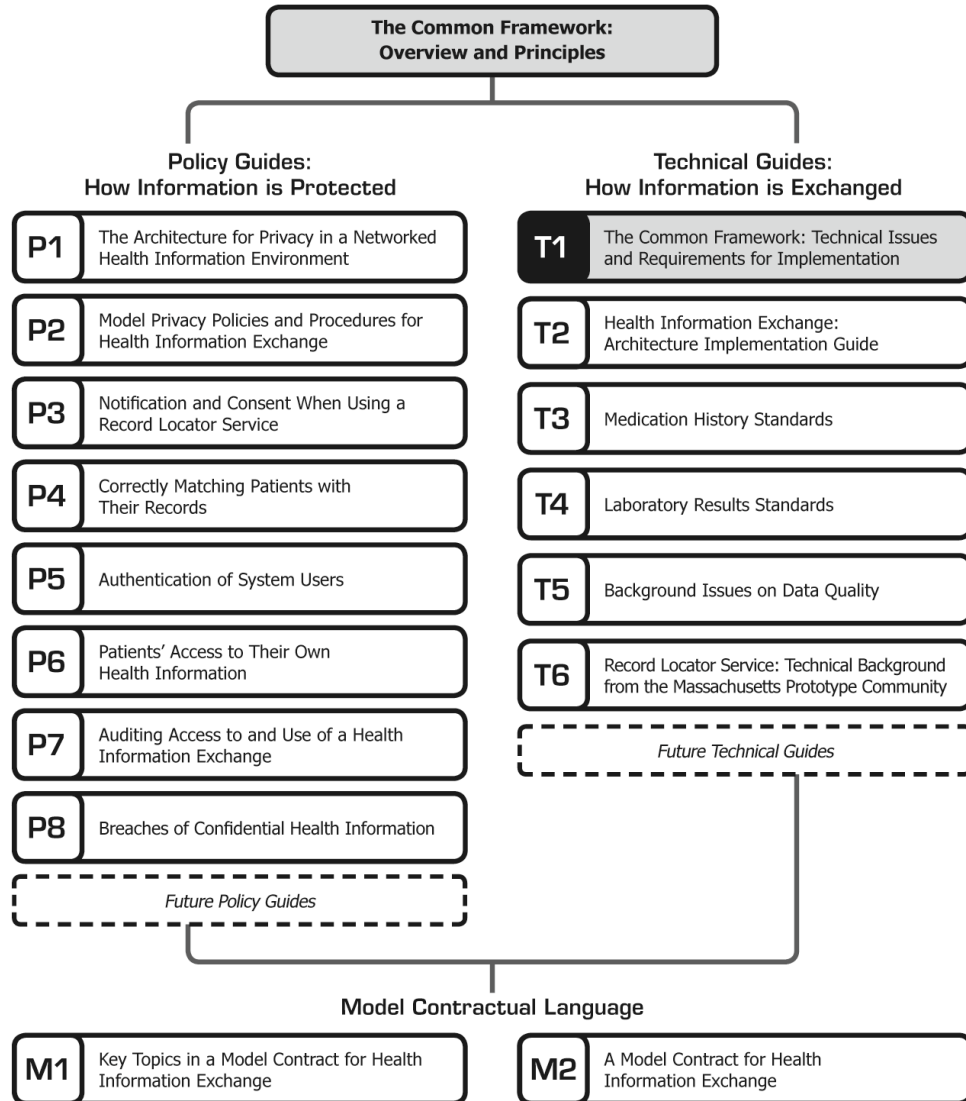 The Common Framework:
Overview and Principles
Policy Guides:
How Information is Protected
P1
The Architecture for Privacy in a Networked
Health Information Environment
P2
Model Privacy Policies and Procedures for
Health Information Exchange
P3
Notification and Consent When Using a
Record Locator Service
P4
Correctly Matching Patients with
Their Records
P5
Authentication of System Users
P6
Patients’ Access to Their Own
Health Information
P7
Auditing Access to and Use of a Health
Information Exchange
P8
Breaches of Confidential Health Information
Future Policy Guides
Technical Guides:
How Information is Exchanged
T1
The Common Framework: Technical Issues
and Requirements for Implementation
T2
Health Information Exchange:
Architecture Implementation Guide
T3
Medication History Standards
T4
Laboratory Results Standards
T5
Background Issues on Data Quality
T6
Record Locator Service: Technical Background
from the Massachusetts Prototype Community
Future Technical Guides
Model Contractual Language
M1
Key Topics in a Model Contract for Health
Information Exchange
M2
A Model Contract for Health
Information Exchange